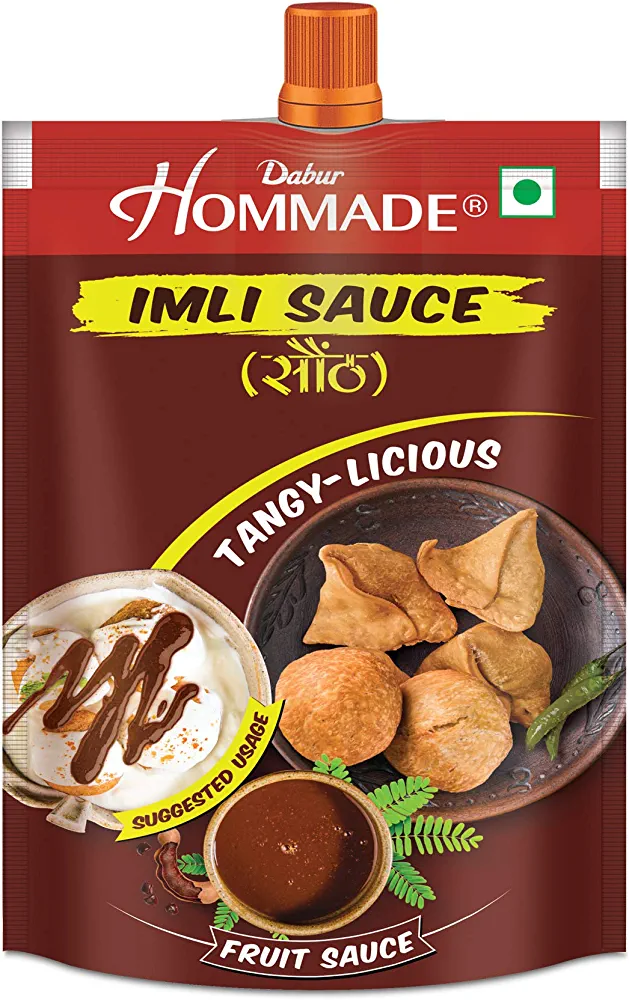 Dabur
HOMMADE®
IMLI SAUCE
(सौंठ)
TANGY-LICIOUS
SUGGESTED USAGE
FRUIT SAUCE